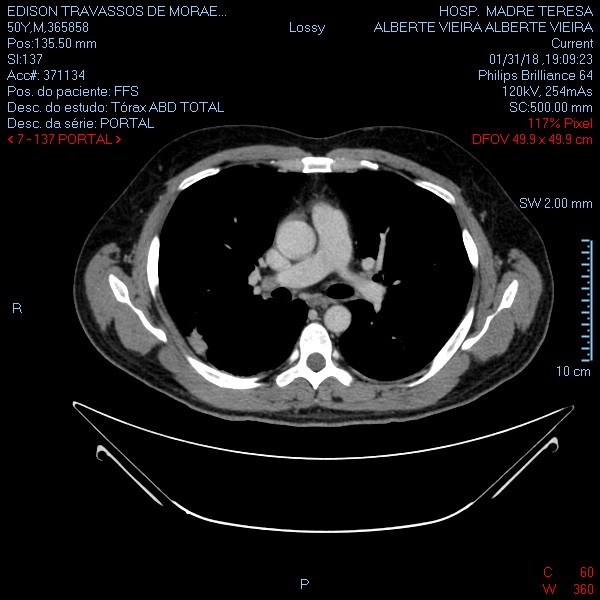 EDISON TRAVASSOS DE MORAE...
50Y,M,365858
Pos:135.50 mm
SI:137
Acc#: 371134
Pos. do paciente: FFS
Desc. do estudo: Tórax ABD TOTAL
Desc. da série: PORTAL
< 7 - 137 PORTAL >
Lossy
HOSP. MADRE TERESA
ALBERTE VIEIRA ALBERTE VIEIRA
Current
01/31/18 ,19:09:23
Philips Brilliance 64
120kV, 254mAs
SC:500.00 mm
117% Pixel
DFOV 49.9 x 49.9 cm
SW 2.00 mm
R
10 cm
P
C 60
W 360